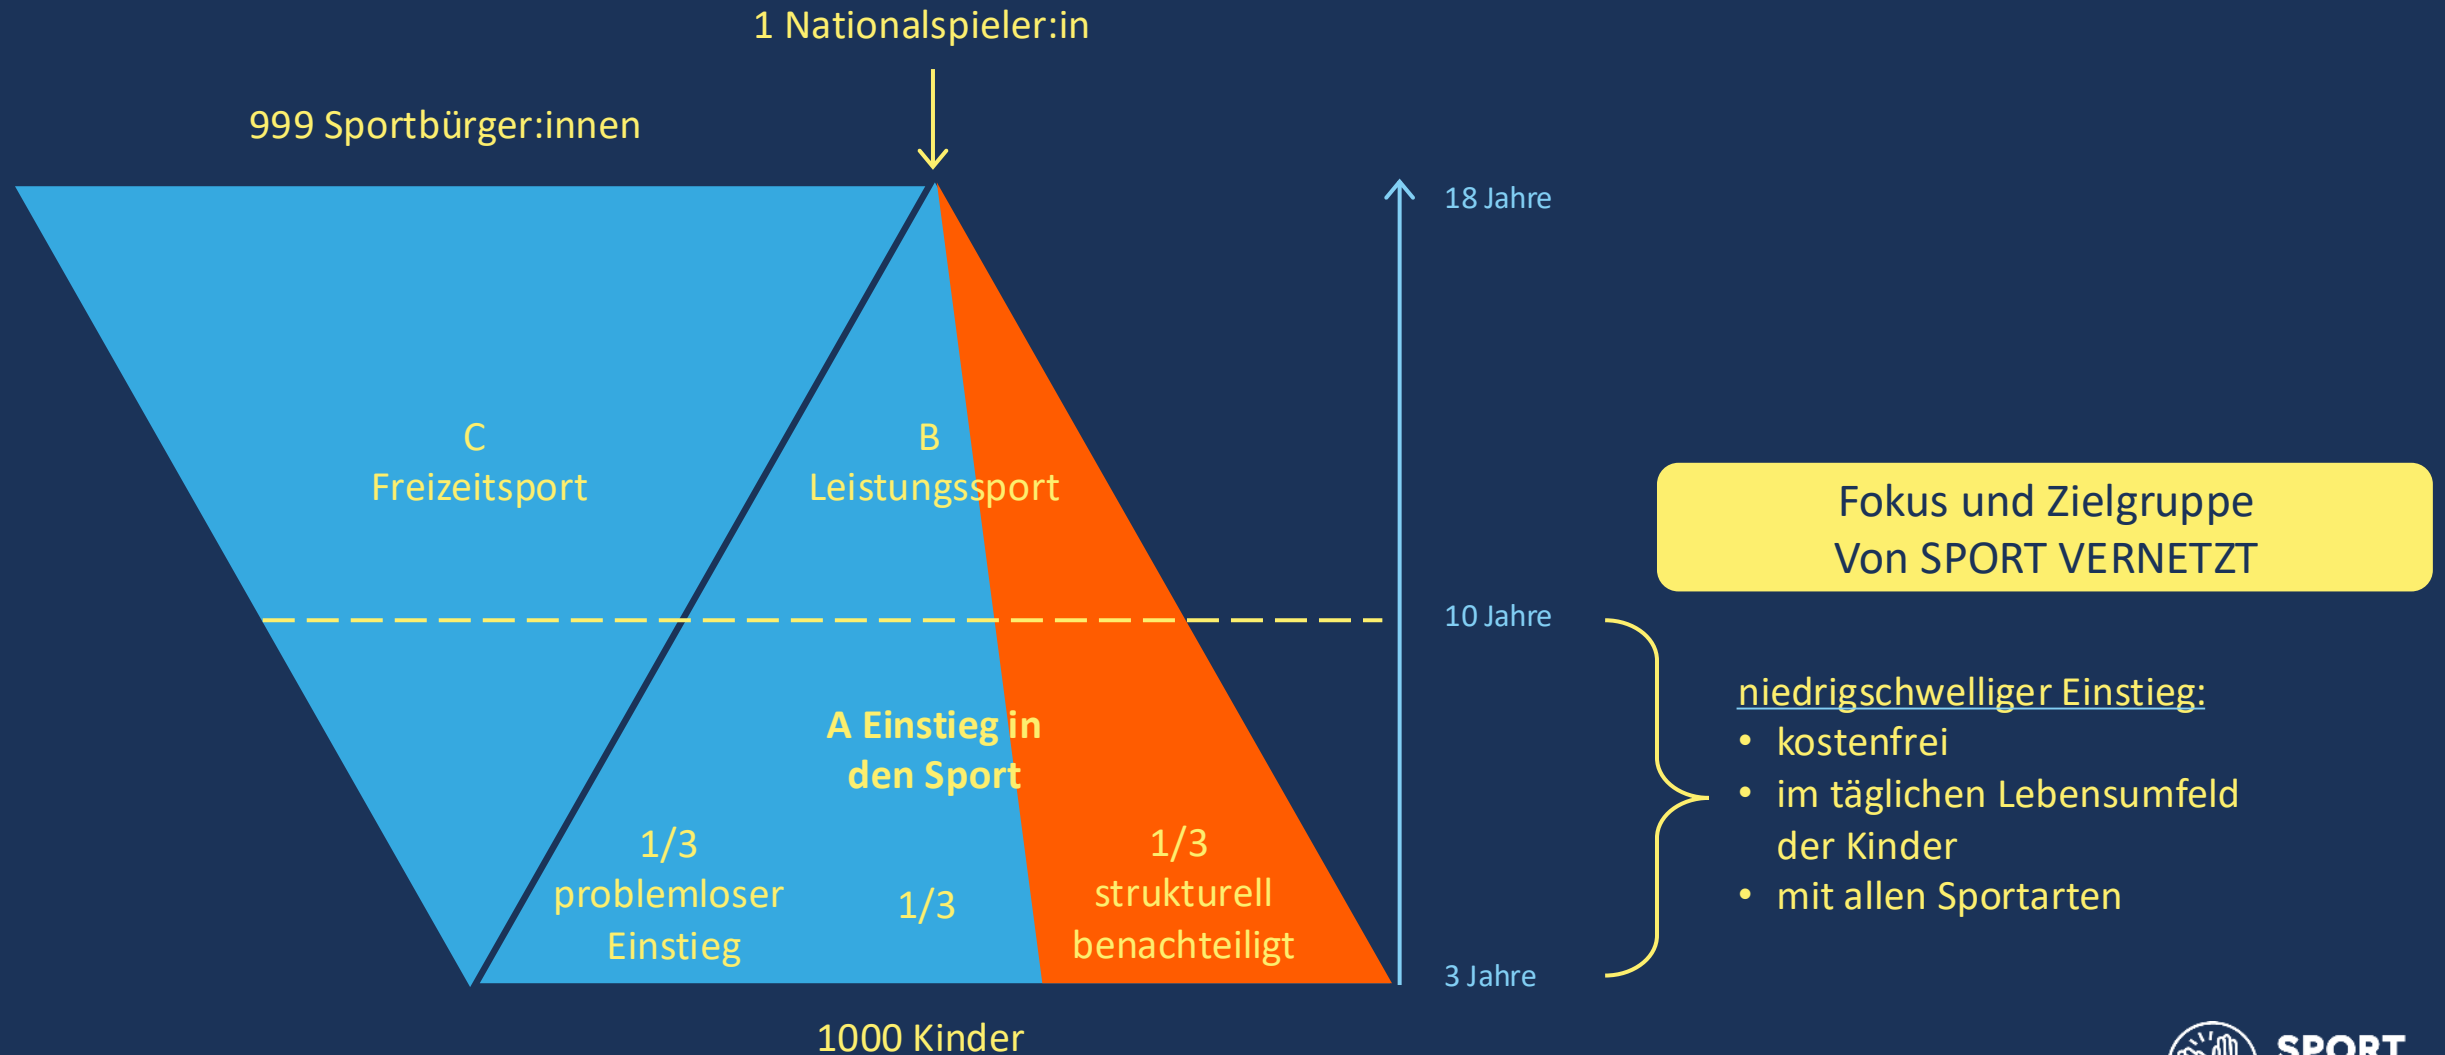 1 Nationalspieler:in
999 Sportbürger:innen
18 Jahre
C
Freizeitsport
B
Leistungssport
Fokus und Zielgruppe
Von SPORT VERNETZT
10 Jahre
niedrigschwelliger Einstieg:
• kostenfrei
• im täglichen Lebensumfeld
der Kinder
• mit allen Sportarten
A Einstieg in
den Sport
1/3
problemloser
Einstieg
1/3
1/3
strukturell
benachteiligt
3 Jahre
1000 Kinder
SPORT